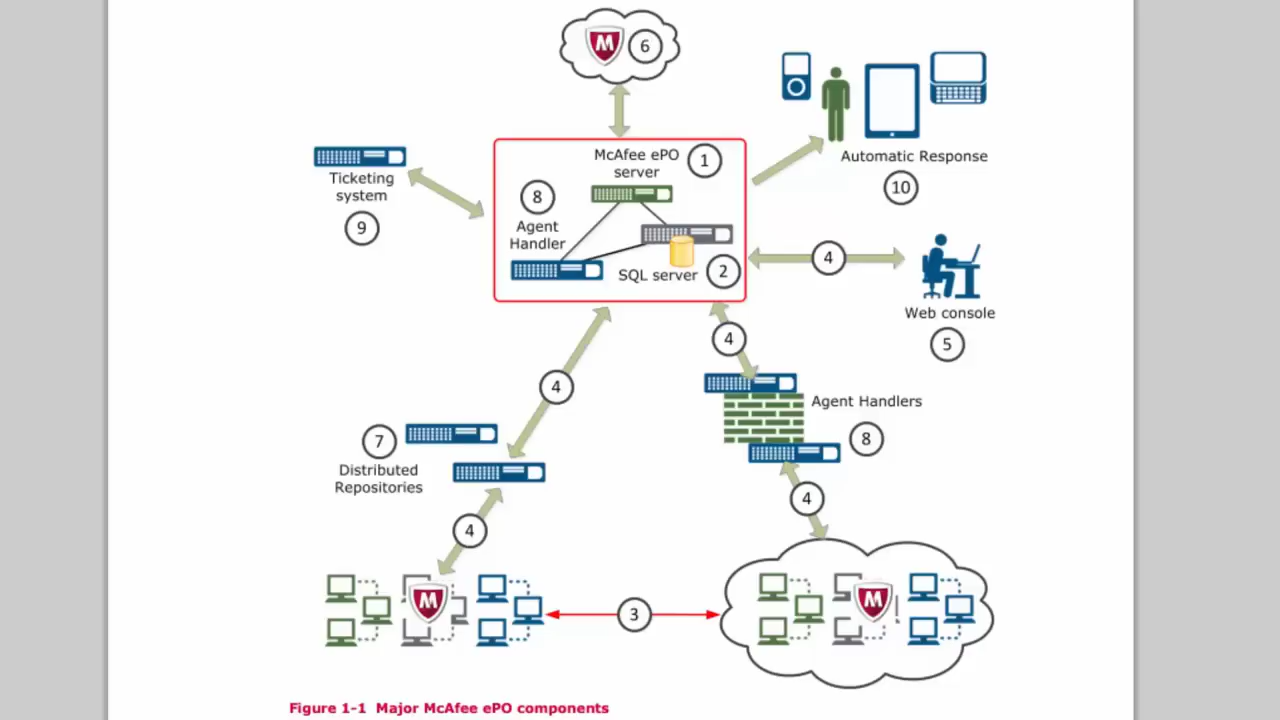 M 6
McAfee ePO
server
1
8
Agent
Handler
SQL server 2
Ticketing
system
9
Automatic Response
10
4
Web console
5
4
4
7
Distributed
Repositories
Agent Handlers
8
4
4
M
3
M
Figure 1-1 Major McAfee ePO components